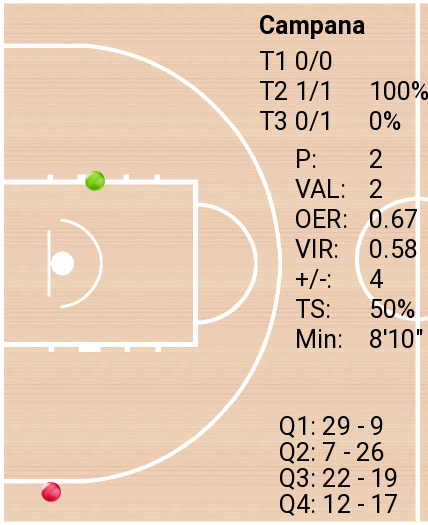 Campana
T1 0/0
T2 1/1 100%
T3 0/1 0%
P: 2
VAL: 2
OER: 0.67
VIR: 0.58
+/-: 4
TS: 50%
Min: 8'10"
Q1: 29 - 9
Q2: 7 - 26
Q3: 22 - 19
Q4: 12 - 17